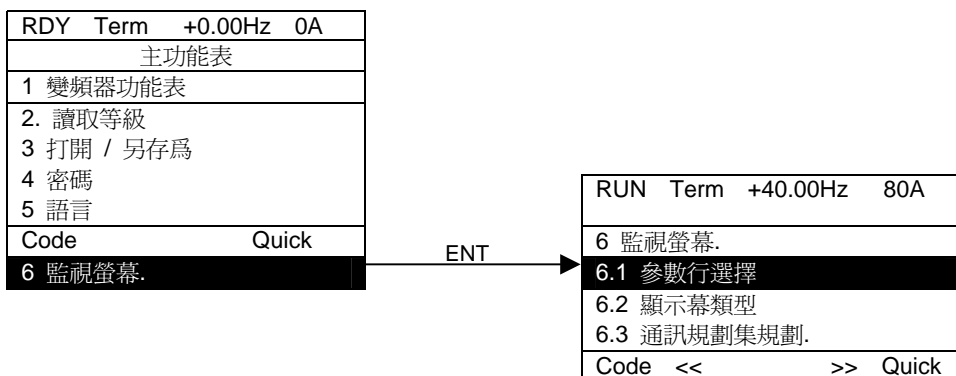 RDY Term +0.00Hz 0A
主功能表
1 變頻器功能表
2. 讀取等級
3 打開 / 另存爲
4 密碼
5 語言
Code Quick
6 監視螢幕.
ENT
RUN Term +40.00Hz 80A
6 監視螢幕.
6.1 參數行選擇
6.2 顯示幕類型
6.3 通訊規劃集規劃.
Code << >> Quick